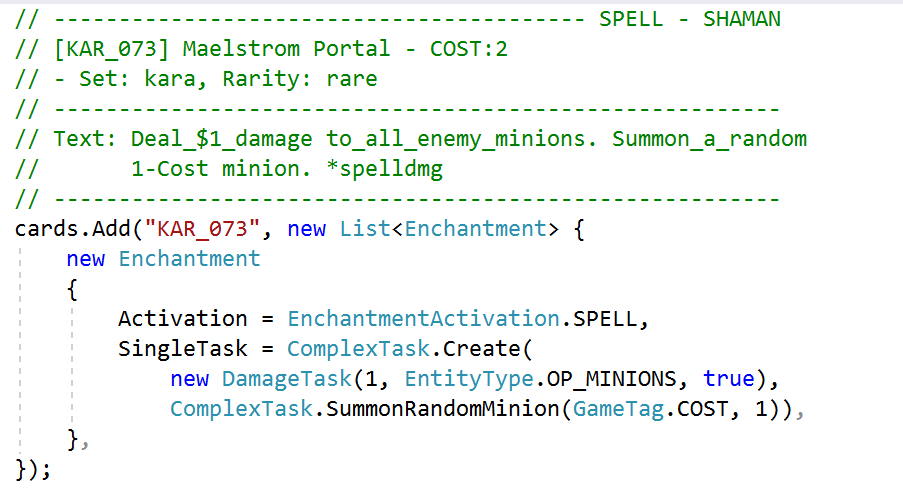 // ----------------------------------------- SPELL - SHAMAN
// [KAR_073] Maelstrom Portal - COST:2
// - Set: kara, Rarity: rare
// --------------------------------------------------------
// Text: Deal_$1_damage to_all_enemy_minions. Summon_a_random
//       1-Cost minion. *spelldmg
// --------------------------------------------------------
cards.Add("KAR_073", new List<Enchantment> {
    new Enchantment
    {
        Activation = EnchantmentActivation.SPELL,
        SingleTask = ComplexTask.Create(
            new DamageTask(1, EntityType.OP_MINIONS, true),
            ComplexTask.SummonRandomMinion(GameTag.COST, 1)),
    },
});